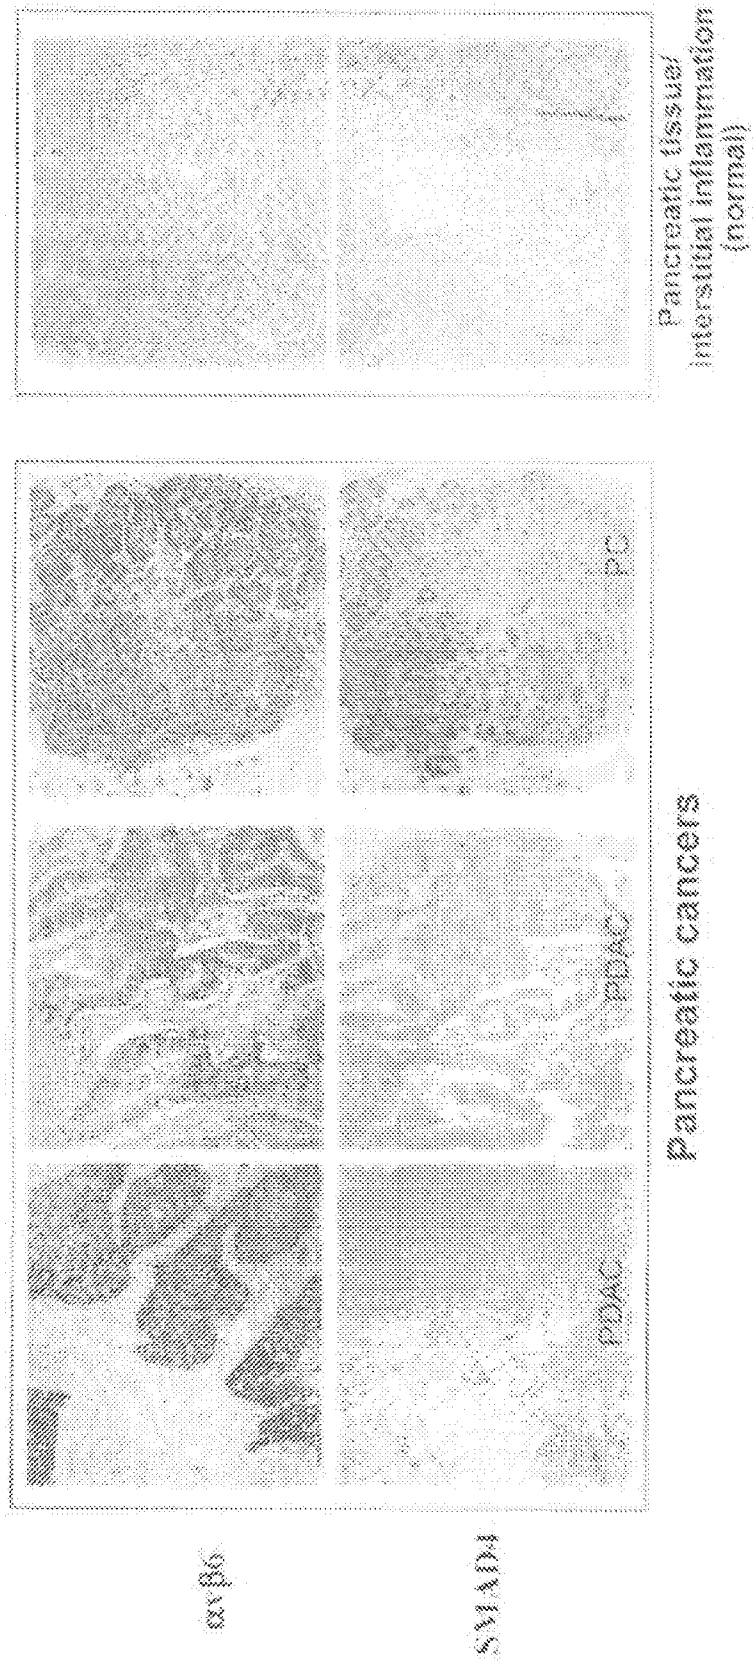 αvβ6
SMAD4
PDAC
PDAC
PC
Pancreatic cancers
Pancreatic tissue/
interstitial inflammation
(normal)